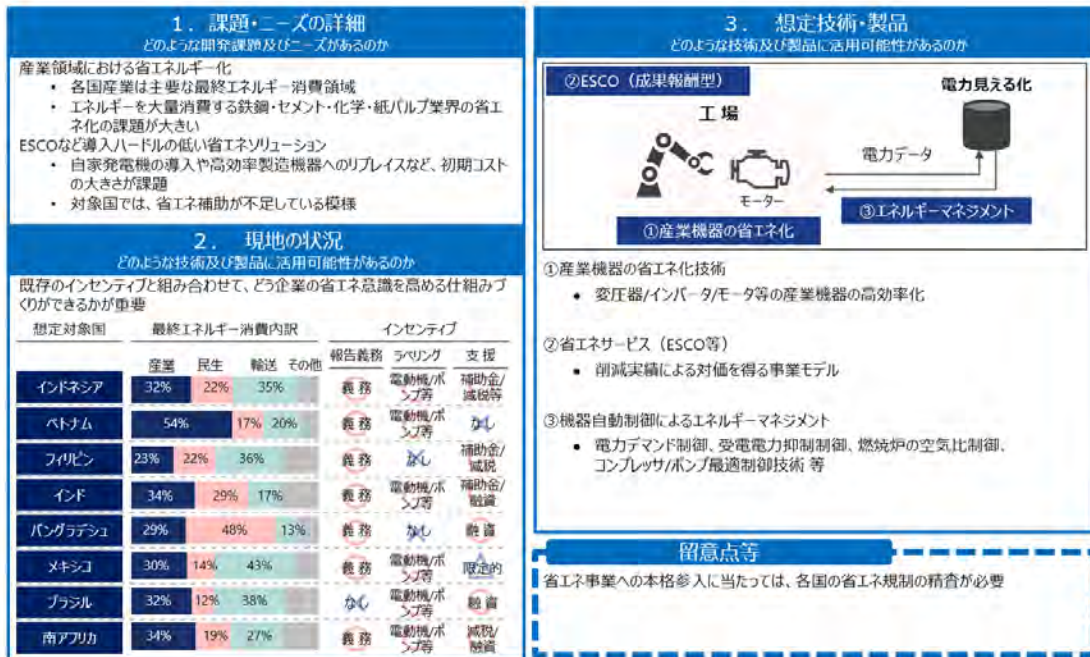 1. 課題・ニーズの詳細
どのような開発課題及びニーズがあるのか
産業領域における省エネルギー化
• 各国産業は主要な最終エネルギー消費領域
• エネルギーを大量消費する鉄鋼・セメント・化学・紙パルプ業界の省エ
ネ化の課題が大きい
ESCOなど導入ハードルの低い省エネソリューション
• 自家発電機の導入や高効率製造機器へのリプレイスなど、初期コスト
の大きさが課題
• 対象国では、省エネ補助が不足している模様
2. 現地の状況
どのような技術及び製品に活用可能性があるのか
既存のインセンティブと組み合わせて、どう企業の省エネ意識を高める仕組みづ
くりができるかが重要
想定対象国 最終エネルギー消費内訳 インセンティブ
産業 民生 輸送 その他 報告義務 ラベリング 支援
インドネシア 32% 22% 35% 義務 電動機/ポンプ等 補助金/減税等
ベトナム 54% 17% 20% 義務 電動機/ポンプ等 なし
フィリピン 23% 22% 36% 義務 なし 補助金/減税
インド 34% 29% 17% 義務 電動機/ポンプ等 補助金/融資
バングラデシュ 29% 48% 13% 義務 なし 融資
メキシコ 30% 14% 43% 義務 電動機/ポンプ等 限定的
ブラジル 32% 12% 38% なし 電動機/ポンプ等 融資
南アフリカ 34% 19% 27% 義務 電動機/ポンプ等 減税/融資
3. 想定技術・製品
どのような技術及び製品に活用可能性があるのか
②ESCO（成果報酬型）
電力見える化
工場
電力データ
モーター
③エネルギーマネジメント
①産業機器の省エネ化
①産業機器の省エネ化技術
• 変圧器/インバータ/モータ等の産業機器の高効率化
②省エネサービス（ESCO等）
• 削減実績による対価を得る事業モデル
③機器自動制御によるエネルギーマネジメント
• 電力デマンド制御、受電電力抑制制御、燃焼炉の空気比制御、
コンプレッサ/ポンプ最適制御技術 等
留意点等
省エネ事業への本格参入に当たっては、各国の省エネ規制の精査が必要